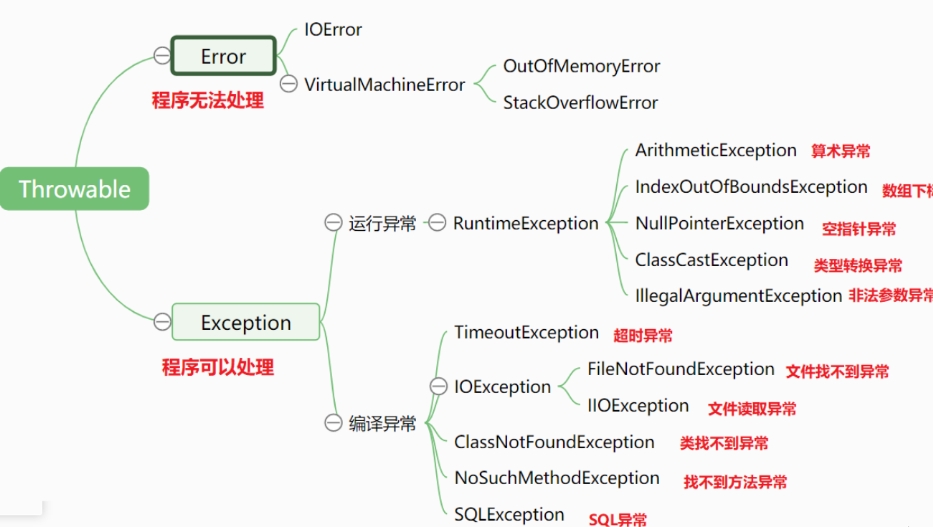 IOError
Error
VirtualMachineError
OutOfMemoryError
StackOverflowError
程序无法处理
Throwable
ArithmeticException 算术异常
IndexOutOfBoundsException 数组下标
运行异常 RuntimeException
NullPointerException 空指针异常
ClassCastException 类型转换异常
IllegalArgumentException 非法参数异常
Exception
程序可以处理
编译异常
TimeoutException 超时异常
IOException
FileNotFoundException 文件找不到异常
IIOException 文件读取异常
ClassNotFoundException 类找不到异常
NoSuchMethodException 找不到方法异常
SQLException SQL异常